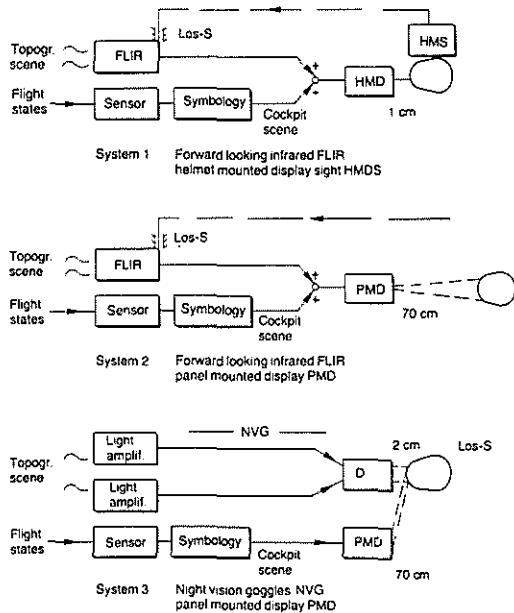 Los-S
HMS
Topogr.
scene
FLIR
+
HMD
+
Flight
states
Sensor
Symbology
Cockpit
scene
1 cm
System 1 Forward looking infrared FLIR
helmet mounted display sight HMDS
Los-S
Topogr.
scene
FLIR
+
PMD
+
Flight
states
Sensor
Symbology
Cockpit
scene
70 cm
System 2 Forward looking infrared FLIR
panel mounted display PMD
NVG
Light
amplif.
2 cm
Los-S
Topogr.
scene
D
Light
amplif.
Flight
states
Sensor
Symbology
Cockpit
scene
PMD
70 cm
System 3 Night vision goggles NVG
panel mounted display PMD